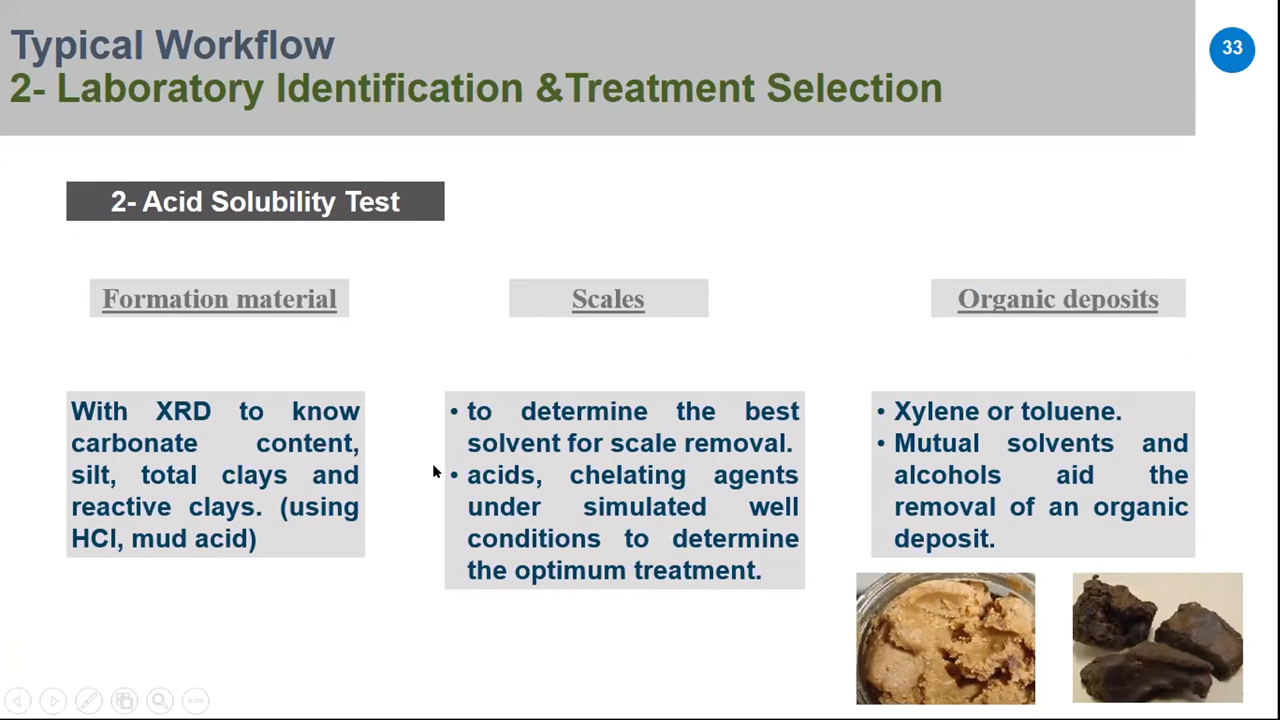 Typical Workflow
33
2- Laboratory Identification &Treatment Selection
2- Acid Solubility Test
Formation material
With XRD to know
carbonate content,
silt, total clays and
reactive clays. (using
HCl, mud acid)
Scales
• to determine the best
solvent for scale removal.
• acids, chelating agents
under simulated well
conditions to determine
the optimum treatment.
Organic deposits
• Xylene or toluene.
• Mutual solvents and
alcohols aid the
removal of an organic
deposit.